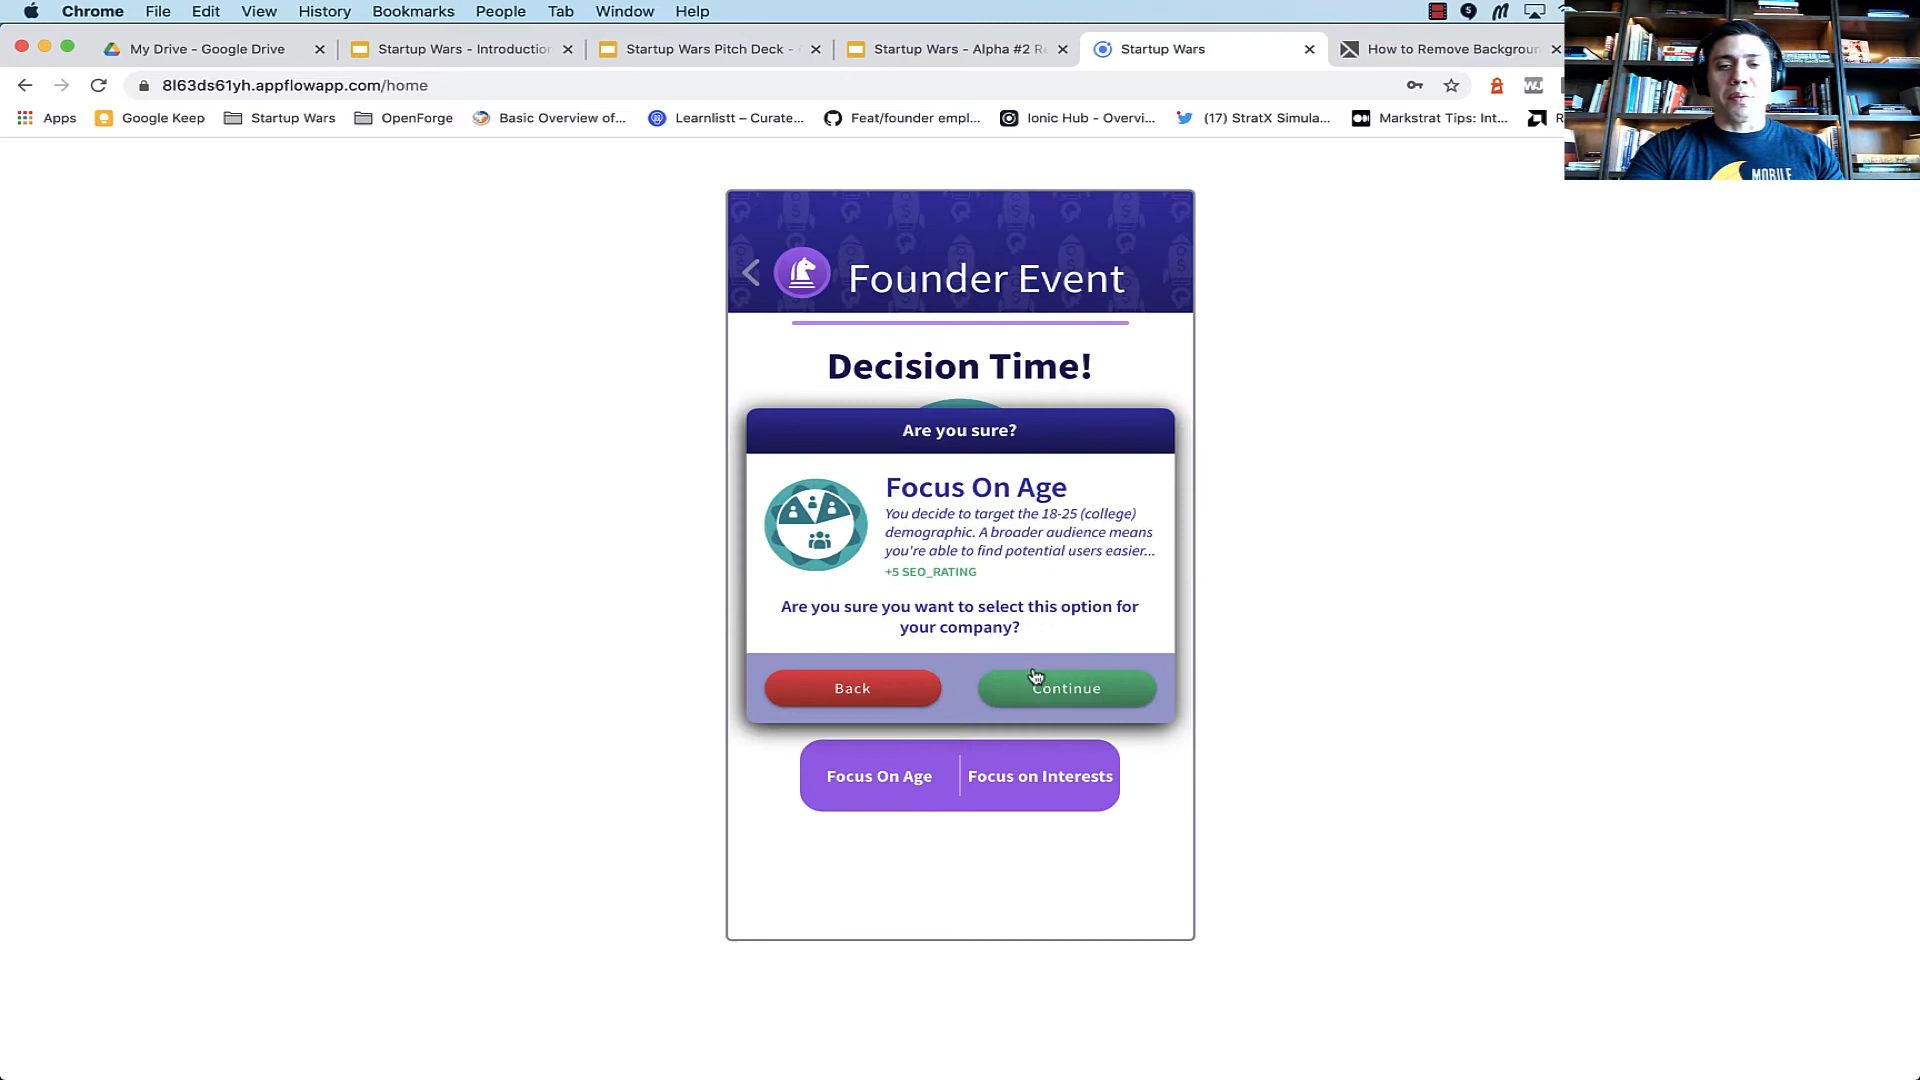 Chrome File Edit View History Bookmarks People Tab Window Help
My Drive - Google Drive
Startup Wars - Introduction
Startup Wars Pitch Deck -
Startup Wars - Alpha #2 R
Startup Wars
How to Remove Backgroun
8l63ds61yh.appflowapp.com/home
Apps
Google Keep
Startup Wars
OpenForge
Basic Overview of...
Learnlistt – Curate...
Feat/founder empl...
Ionic Hub - Overvi...
(17) StratX Simula...
Markstrat Tips: Int...
R
MOBILE
Founder Event
Decision Time!
Are you sure?
Focus On Age
You decide to target the 18-25 (college)
demographic. A broader audience means
you're able to find potential users easier...
+5 SEO_RATING
Are you sure you want to select this option for
your company?
Back
Continue
Focus On Age
Focus on Interests